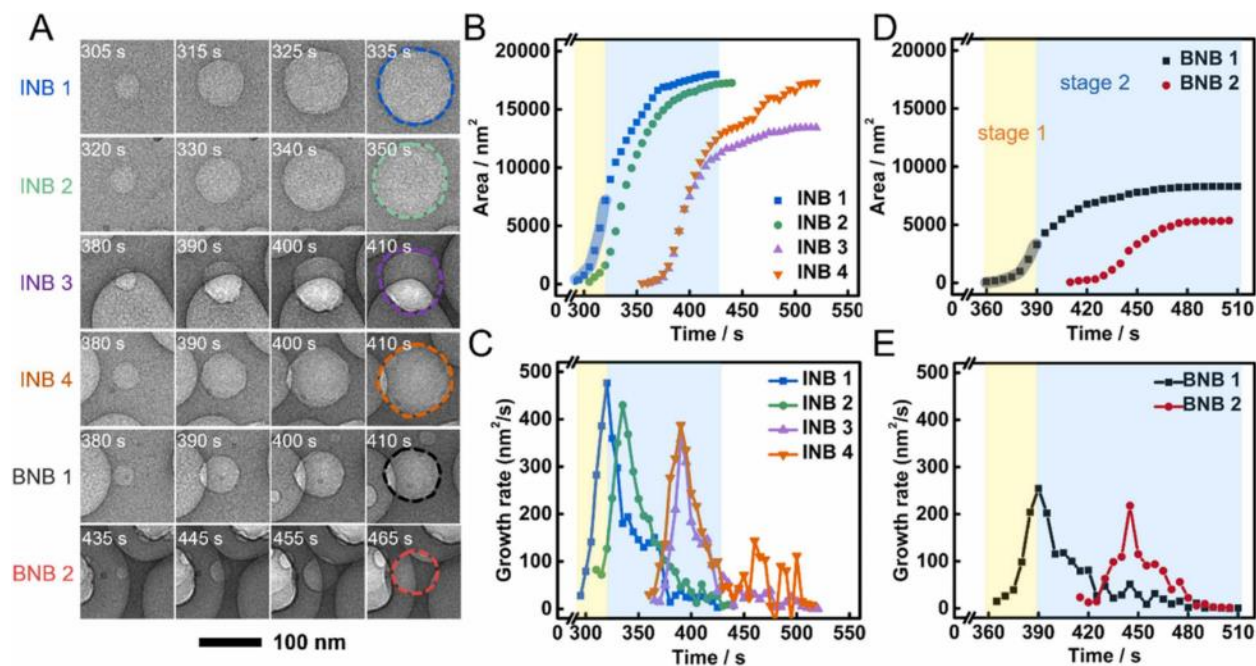 A
INB 1
305 s 315 s 325 s 335 s
INB 2
320 s 330 s 340 s 350 s
INB 3
380 s 390 s 400 s 410 s
INB 4
380 s 390 s 400 s 410 s
BNB 1
380 s 390 s 400 s 410 s
BNB 2
435 s 445 s 455 s 465 s
100 nm
B
Area / nm²
20000
15000
10000
5000
0
INB 1
INB 2
INB 3
INB 4
0 300 350 400 450 500
Time / s
C
Growth rate (nm²/s)
500
400
300
200
100
0
INB 1
INB 2
INB 3
INB 4
0 300 350 400 450 500
Time / s
D
Area / nm²
20000
15000
10000
5000
0
BNB 1
BNB 2
stage 2
stage 1
0 360 390 420 450 480 510
Time / s
E
Growth rate (nm²/s)
500
400
300
200
100
0
BNB 1
BNB 2
0 360 390 420 450 480 510
Time / s